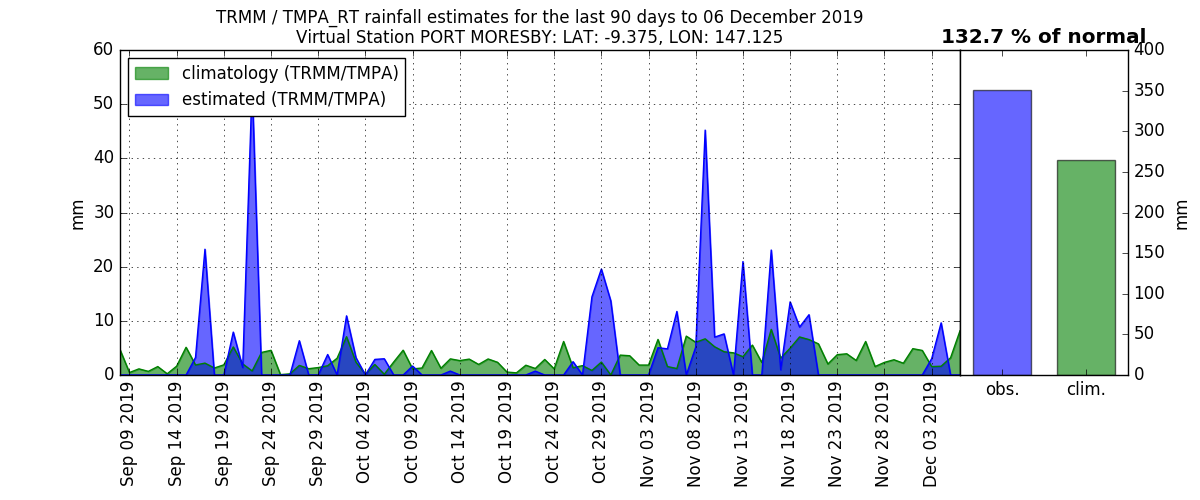 TRMM / TMPA_RT rainfall estimates for the last 90 days to 06 December 2019
Virtual Station PORT MORESBY: LAT: -9.375, LON: 147.125
132.7 % of normal
climatology (TRMM/TMPA)
estimated (TRMM/TMPA)
60
50
40
30
20
10
0
mm
400
350
300
250
200
150
100
50
0
mm
Sep 09 2019
Sep 14 2019
Sep 19 2019
Sep 24 2019
Sep 29 2019
Oct 04 2019
Oct 09 2019
Oct 14 2019
Oct 19 2019
Oct 24 2019
Oct 29 2019
Nov 03 2019
Nov 08 2019
Nov 13 2019
Nov 18 2019
Nov 23 2019
Nov 28 2019
Dec 03 2019
obs.
clim.